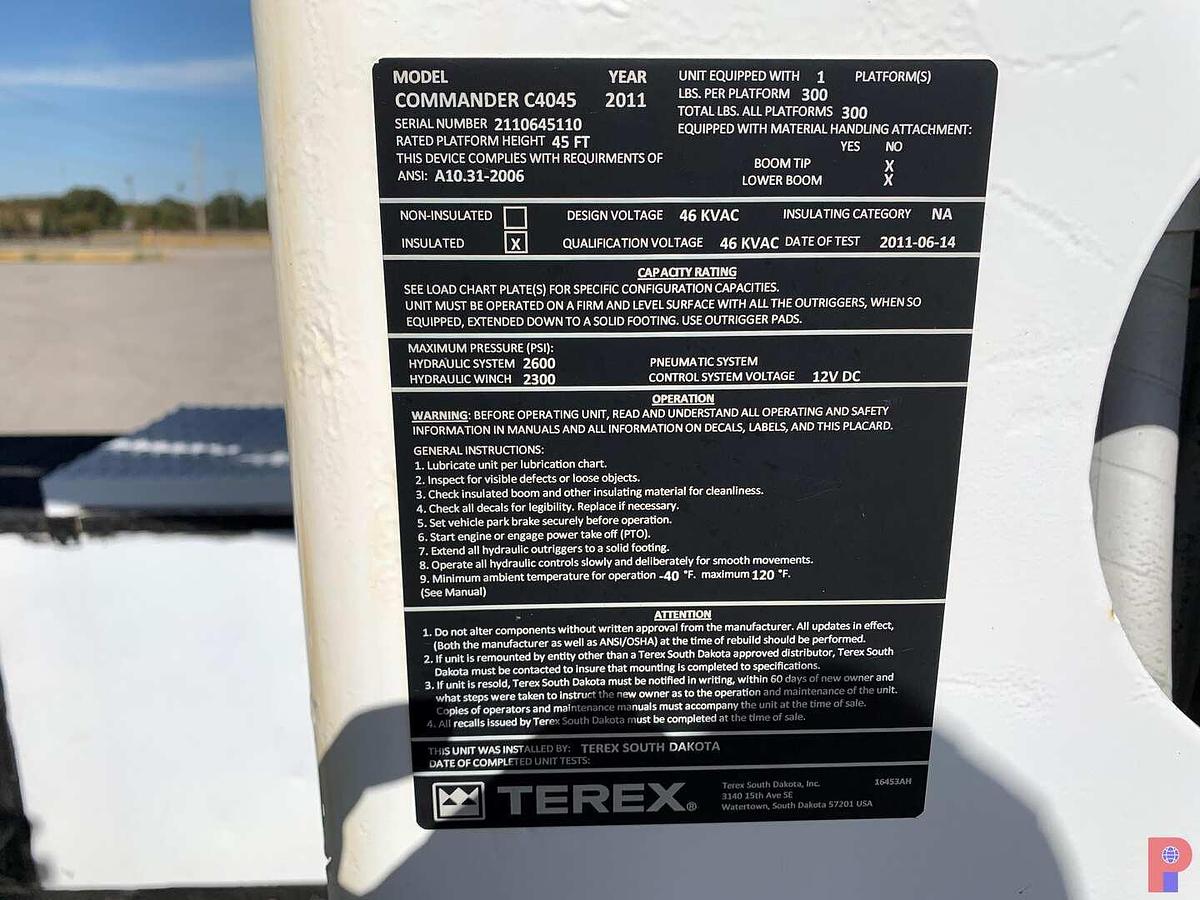 MODEL YEAR
COMMANDER C4045 2011
SERIAL NUMBER 2110645110
RATED PLATFORM HEIGHT 45 FT
THIS DEVICE COMPLIES WITH REQUIRMENTS OF
ANSI: A10.31-2006
UNIT EQUIPPED WITH 1 PLATFORM(S)
LBS. PER PLATFORM 300
TOTAL LBS. ALL PLATFORMS 300
EQUIPPED WITH MATERIAL HANDLING ATTACHMENT:
YES NO
BOOM TIP X
LOWER BOOM X
NON-INSULATED DESIGN VOLTAGE 46 KVAC INSULATING CATEGORY NA
INSULATED X QUALIFICATION VOLTAGE 46 KVAC DATE OF TEST 2011-06-14
CAPACITY RATING
SEE LOAD CHART PLATE(S) FOR SPECIFIC CONFIGURATION CAPACITIES.
UNIT MUST BE OPERATED ON A FIRM AND LEVEL SURFACE WITH ALL THE OUTRIGGERS, WHEN SO
EQUIPPED, EXTENDED DOWN TO A SOLID FOOTING. USE OUTRIGGER PADS.
MAXIMUM PRESSURE (PSI):
HYDRAULIC SYSTEM 2600 PNEUMATIC SYSTEM
HYDRAULIC WINCH 2300 CONTROL SYSTEM VOLTAGE 12V DC
OPERATION
WARNING: BEFORE OPERATING UNIT, READ AND UNDERSTAND ALL OPERATING AND SAFETY
INFORMATION IN MANUALS AND ALL INFORMATION ON DECALS, LABELS, AND THIS PLACARD.
GENERAL INSTRUCTIONS:
1. Lubricate unit per lubrication chart.
2. Inspect for visible defects or loose objects.
3. Check insulated boom and other insulating material for cleanliness.
4. Check all decals for legibility. Replace if necessary.
5. Set vehicle park brake securely before operation.
6. Start engine or engage power take off (PTO).
7. Extend all hydraulic outriggers to a solid footing.
8. Operate all hydraulic controls slowly and deliberately for smooth movements.
9. Minimum ambient temperature for operation -40 °F. maximum 120 °F.
(See Manual)
ATTENTION
1. Do not alter components without written approval from the manufacturer. All updates in effect,
(Both the manufacturer as well as ANSI/OSHA) at the time of rebuild should be performed.
2. If unit is remounted by entity other than a Terex South Dakota approved distributor, Terex South
Dakota must be contacted to insure that mounting is completed to specifications.
3. If unit is resold, Terex South Dakota must be notified in writing, within 60 days of new owner and
what steps were taken to instruct the new owner as to the operation and maintenance of the unit.
Copies of operators and maintenance manuals must accompany the unit at the time of sale.
4. All recalls issued by Terex South Dakota must be completed at the time of sale.
THIS UNIT WAS INSTALLED BY: TEREX SOUTH DAKOTA
DATE OF COMPLETED UNIT TESTS:
TEREX®
Terex South Dakota, Inc. 16453AH
3140 15th Ave SE
Watertown, South Dakota 57201 USA